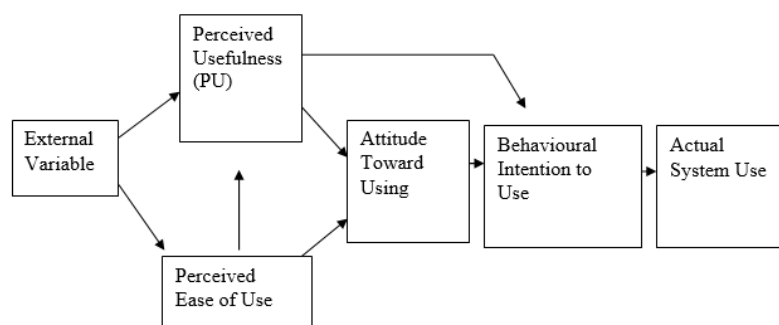 Perceived
Usefulness
(PU)
External
Variable
Attitude
Toward
Using
Behavioural
Intention to
Use
Actual
System Use
Perceived
Ease of Use